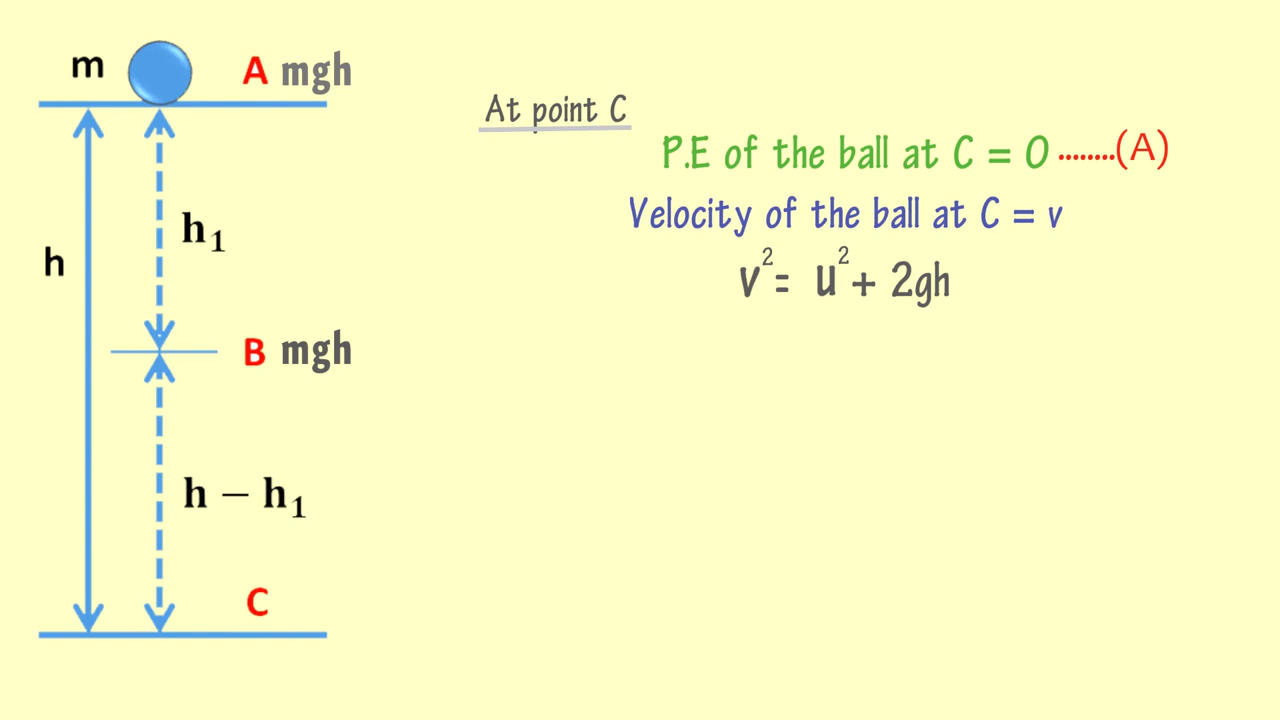 m
A mgh
h₁
h
B mgh
h – h₁
C
At point C
P.E of the ball at C = 0 ........(A)
Velocity of the ball at C = v
v² = u² + 2gh